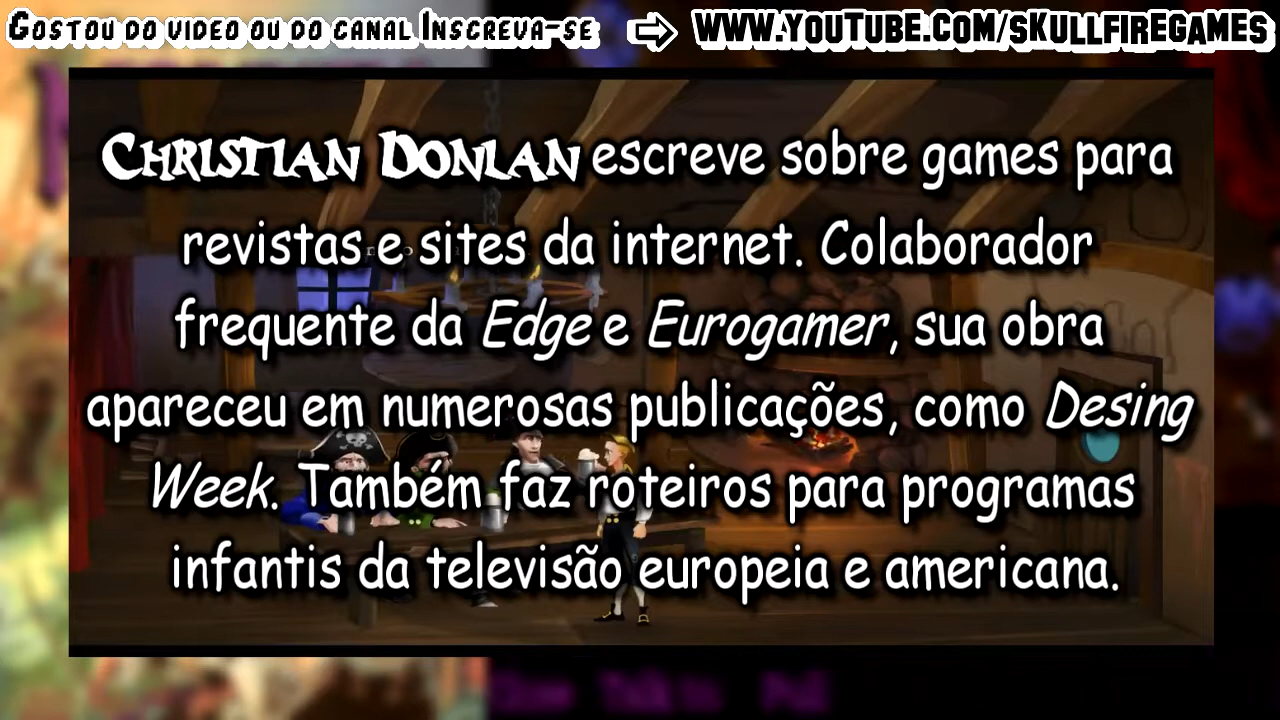 Gostou do video ou do canal Inscreva-se ⇨ www.YouTube.com/skullfiregames
Christian Donlan escreve sobre games para
revistas e sites da internet. Colaborador
frequente da Edge e Eurogamer, sua obra
apareceu em numerosas publicações, como Desing
Week. Também faz roteiros para programas
infantis da televisão europeia e americana.